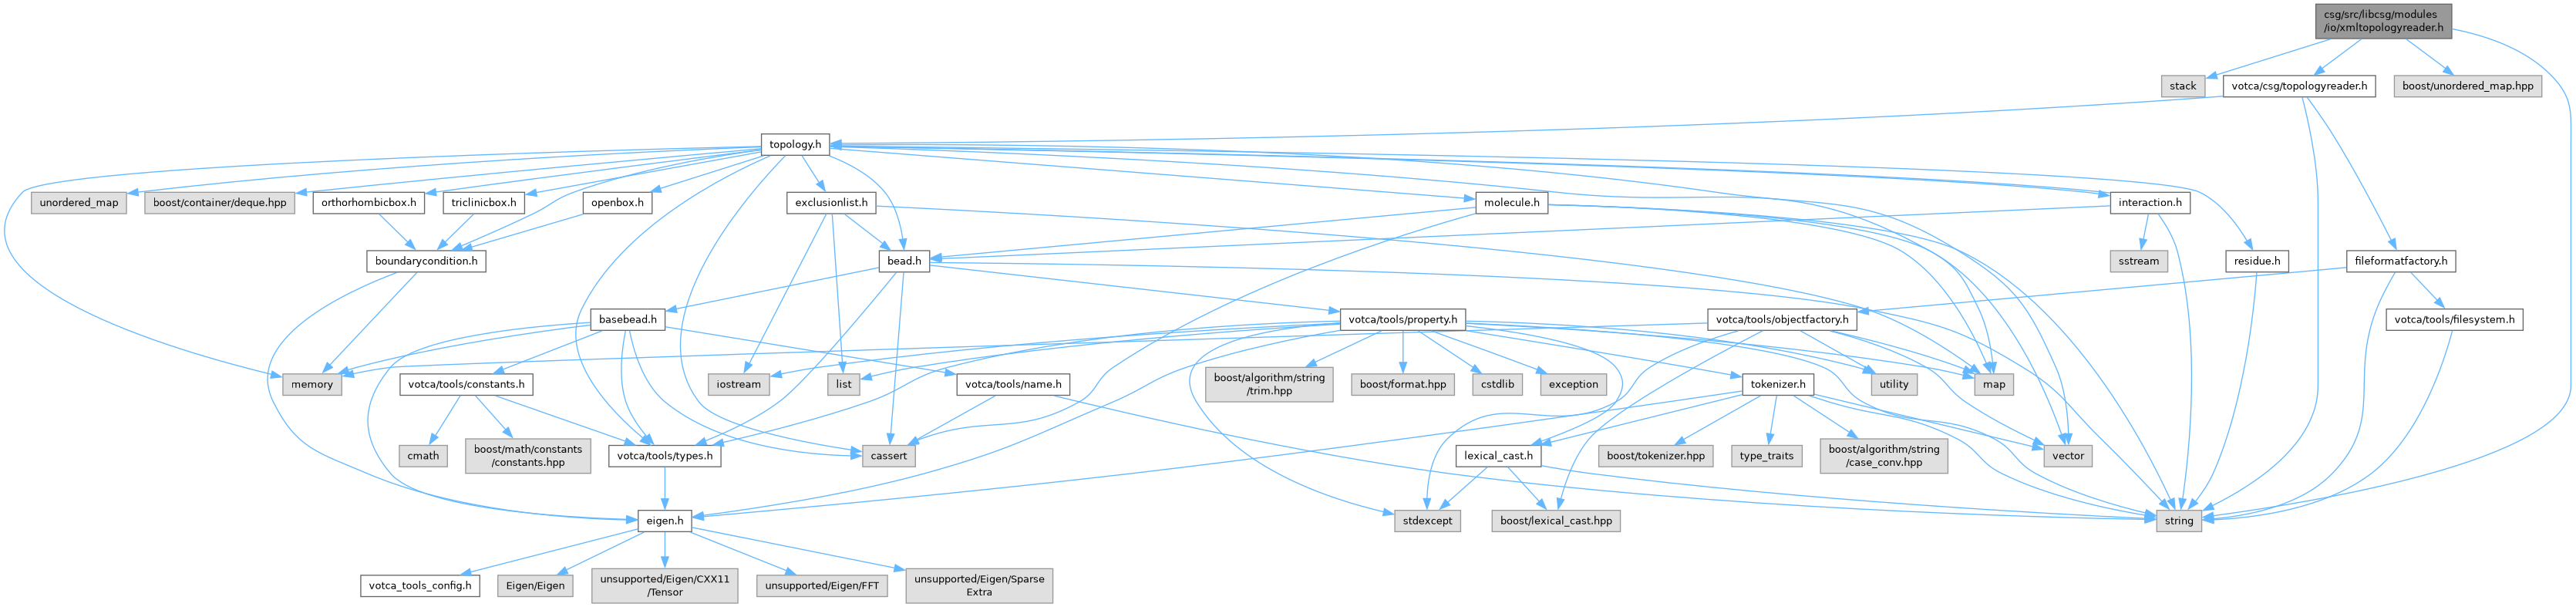 csg/src/libcsg/modules
/io/xmltopologyreader.h
stack
votca/csg/topologyreader.h
boost/unordered_map.hpp
topology.h
unordered_map
boost/container/deque.hpp
orthorhombicbox.h
triclinicbox.h
openbox.h
exclusionlist.h
molecule.h
interaction.h
boundarycondition.h
bead.h
sstream
residue.h
fileformatfactory.h
basebead.h
votca/tools/property.h
votca/tools/objectfactory.h
votca/tools/filesystem.h
memory
votca/tools/constants.h
iostream
list
votca/tools/name.h
boost/algorithm/string
/trim.hpp
boost/format.hpp
cstdlib
exception
tokenizer.h
utility
map
cmath
boost/math/constants
/constants.hpp
votca/tools/types.h
cassert
lexical_cast.h
boost/tokenizer.hpp
type_traits
boost/algorithm/string
/case_conv.hpp
vector
eigen.h
stdexcept
boost/lexical_cast.hpp
string
votca_tools_config.h
Eigen/Eigen
unsupported/Eigen/CXX11
/Tensor
unsupported/Eigen/FFT
unsupported/Eigen/Sparse
Extra